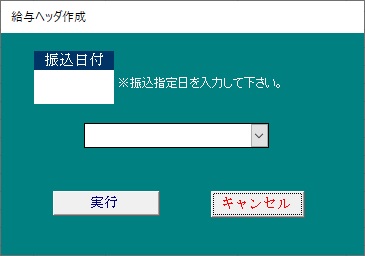 給与ヘッダ作成
振込日付
※振込指定日を入力して下さい。
実行
キャンセル